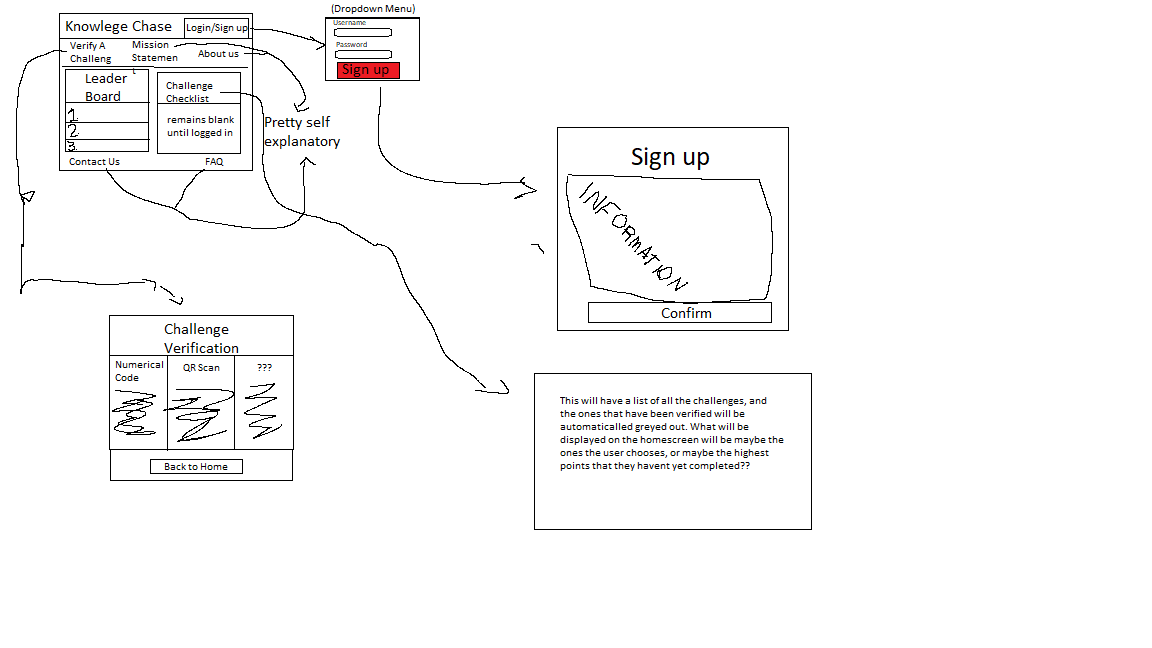 (Dropdown Menu)
Knowlege Chase
Login/Sign up
Username
Password
Sign up
Verify A
Challeng
Mission
Statemen
t
About us
Leader
Board
1.
2.
3.
Challenge
Checklist
remains blank
until logged in
Contact Us
FAQ
Pretty self
explanatory
Sign up
INFORMATION
Confirm
Challenge
Verification
Numerical
Code
QR Scan
???
Back to Home
This will have a list of all the challenges, and
the ones that have been verified will be
automaticalled greyed out. What will be
displayed on the homescreen will be maybe the
ones the user chooses, or maybe the highest
points that they havent yet completed??